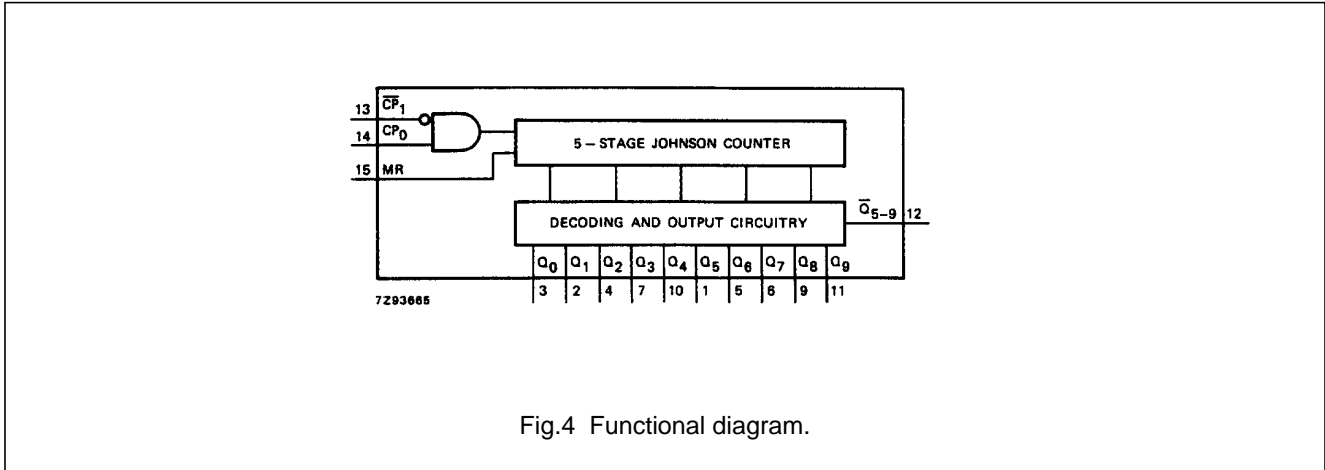 13 C̅P̅₁
14 CP₀
15 MR
5 – STAGE JOHNSON COUNTER
DECODING AND OUTPUT CIRCUITRY
Q̅₅₋₉ 12
Q₀ Q₁ Q₂ Q₃ Q₄ Q₅ Q₆ Q₇ Q₈ Q₉
3 2 4 7 10 1 5 6 9 11
7Z93665
Fig.4 Functional diagram.